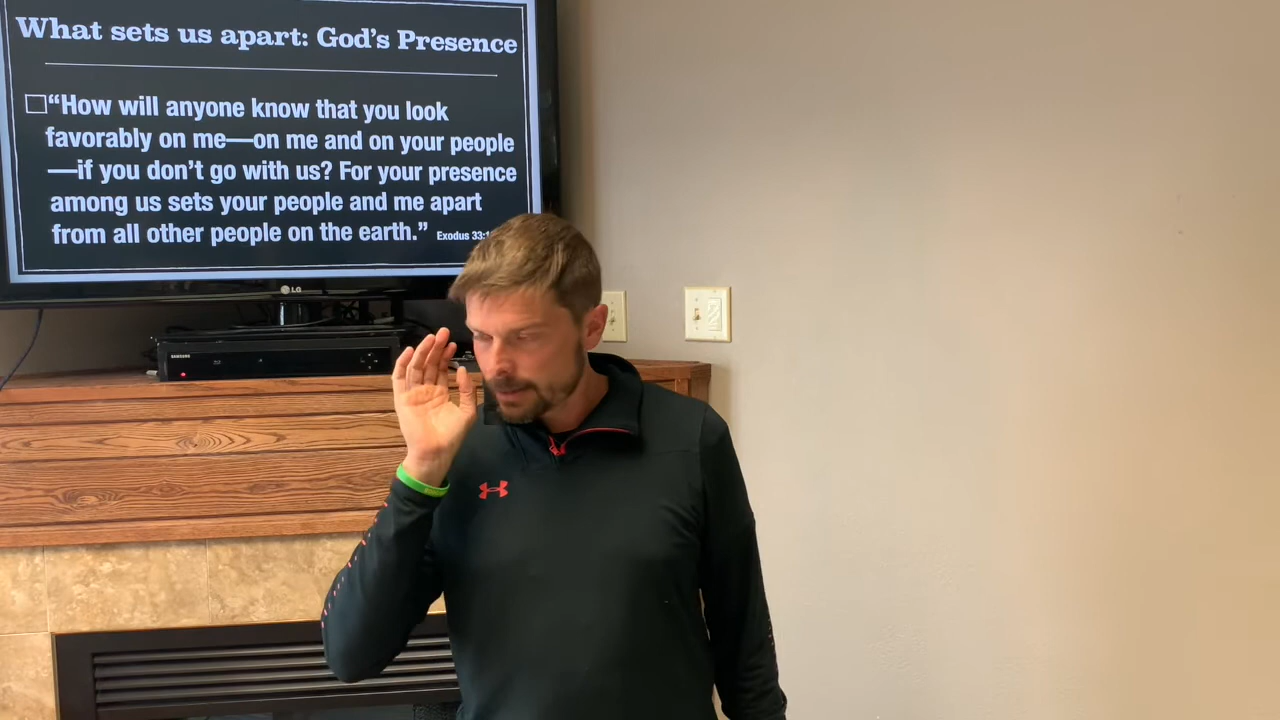 What sets us apart: God's Presence
“How will anyone know that you look
favorably on me—on me and on your people
—if you don’t go with us? For your presence
among us sets your people and me apart
from all other people on the earth.” Exodus
LG
SAMSUNG